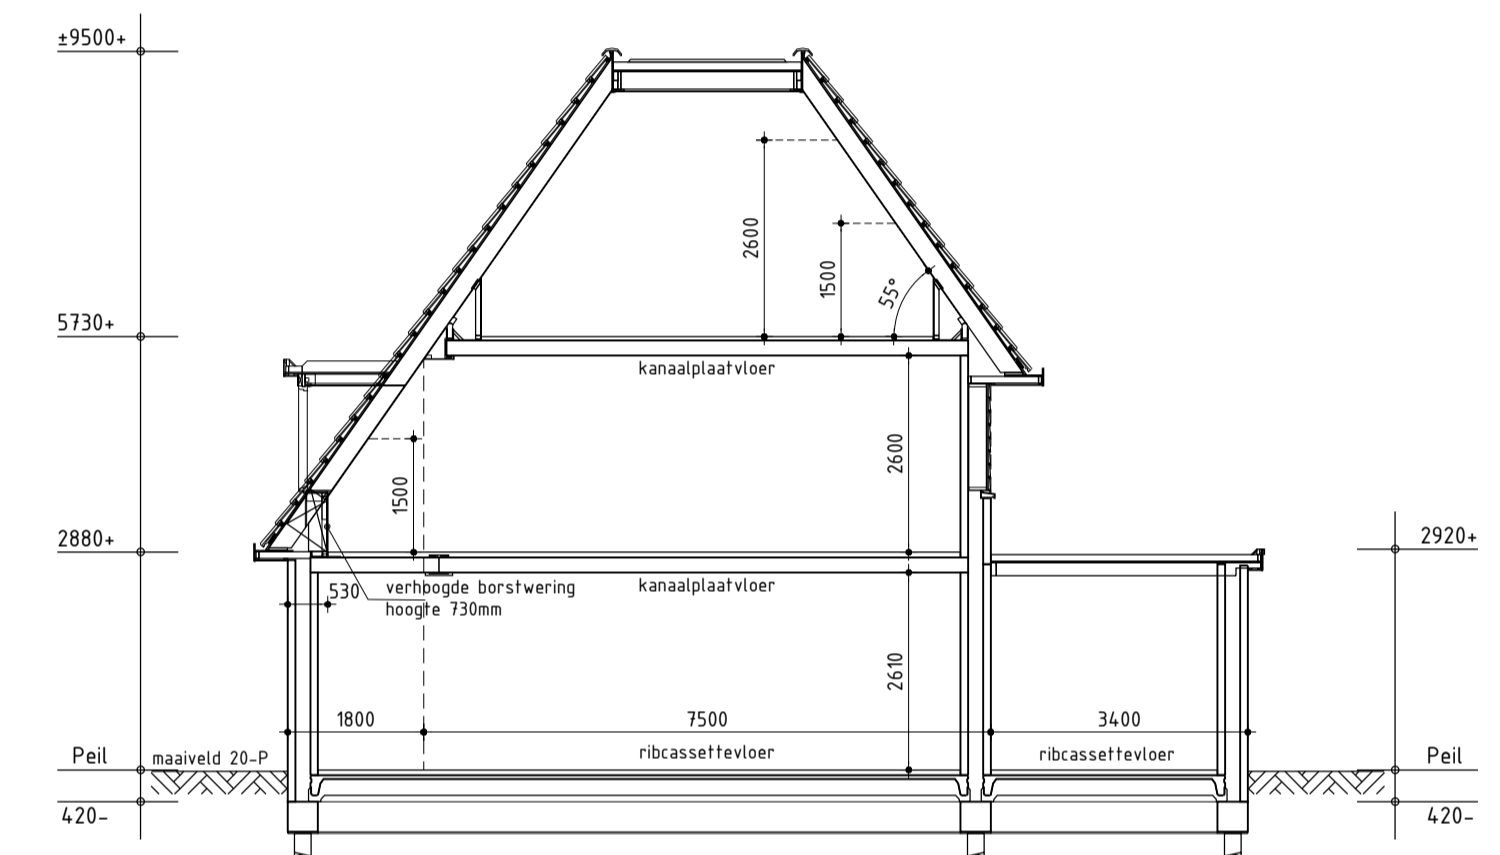 ±9500+
2600
1500
55°
5730+
kanaalplaatvloer
2600
1500
2880+
2920+
530
verhoogde borstwering
hoogte 730mm
kanaalplaatvloer
2610
1800
7500
3400
Peil
maaiveld 20-P
ribcassettevloer
ribcassettevloer
Peil
420-
420-